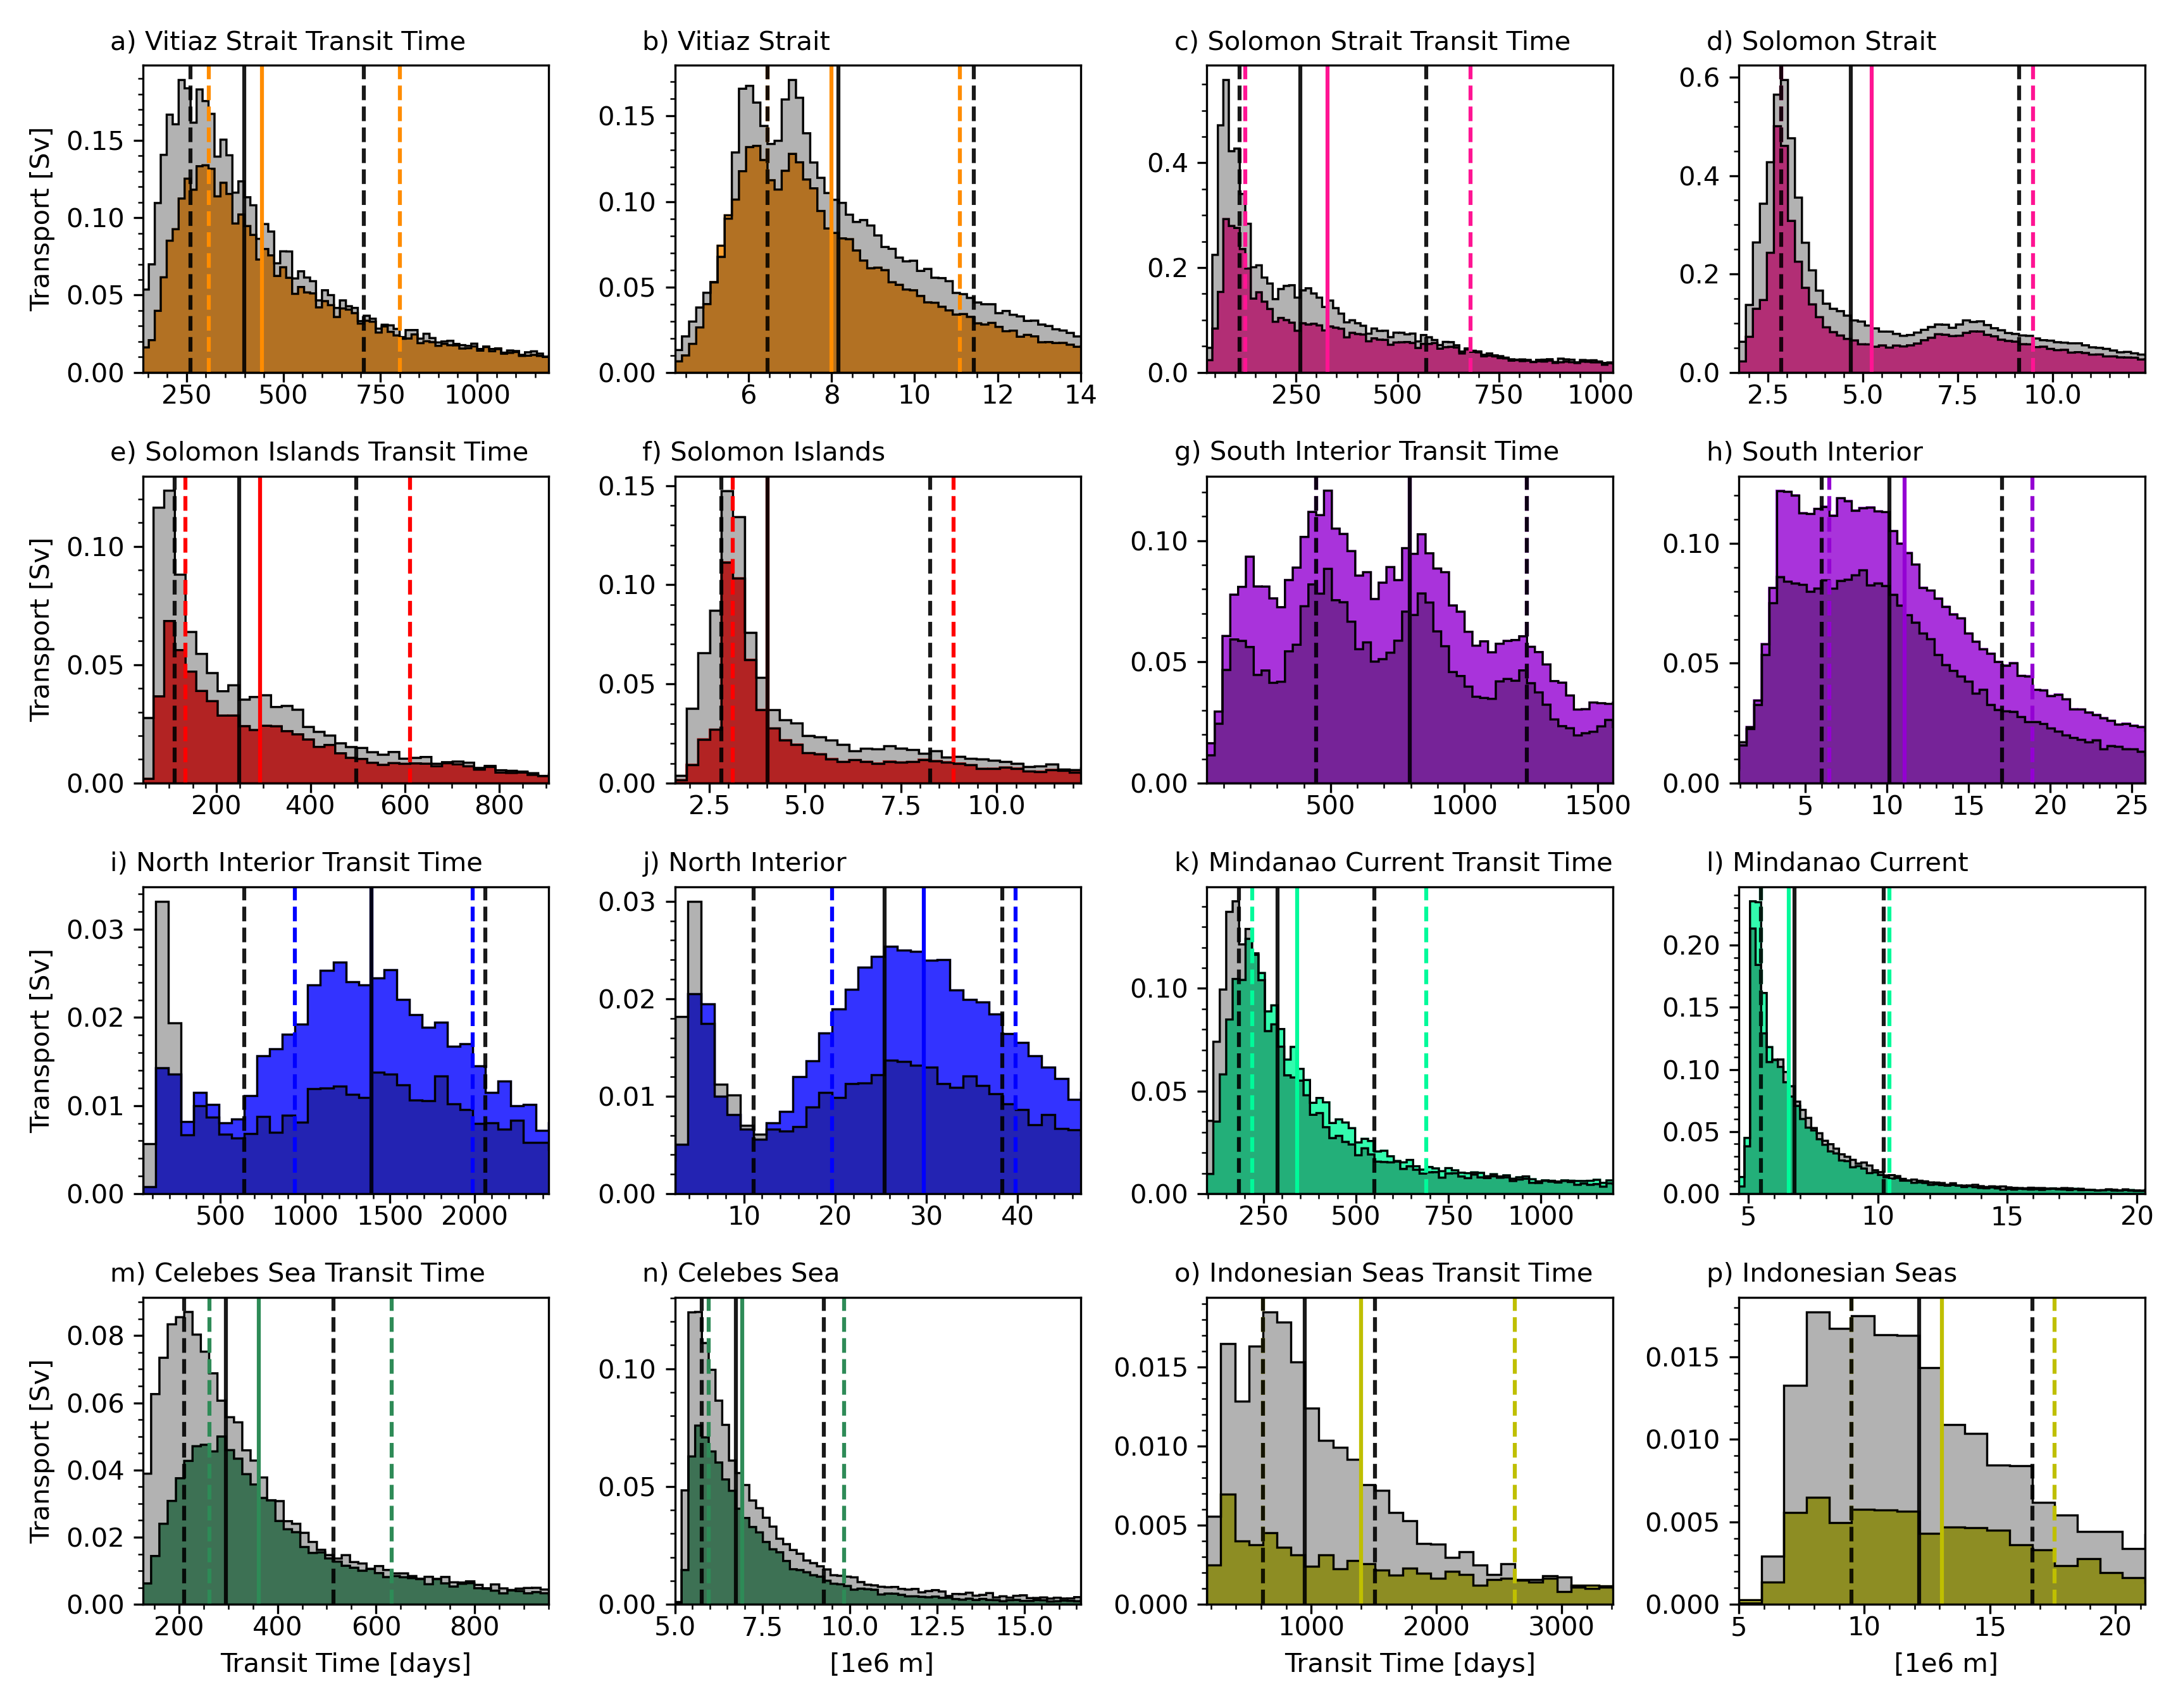 a) Vitiaz Strait Transit Time
b) Vitiaz Strait
c) Solomon Strait Transit Time
d) Solomon Strait
Transport [Sv]
0.15
0.10
0.05
0.00
250 500 750 1000
0.15
0.10
0.05
0.00
6 8 10 12 14
0.4
0.2
0.0
250 500 750 1000
0.6
0.4
0.2
0.0
2.5 5.0 7.5 10.0
e) Solomon Islands Transit Time
f) Solomon Islands
g) South Interior Transit Time
h) South Interior
Transport [Sv]
0.10
0.05
0.00
200 400 600 800
0.15
0.10
0.05
0.00
2.5 5.0 7.5 10.0
0.10
0.05
0.00
500 1000 1500
0.10
0.05
0.00
5 10 15 20 25
i) North Interior Transit Time
j) North Interior
k) Mindanao Current Transit Time
l) Mindanao Current
Transport [Sv]
0.03
0.02
0.01
0.00
500 1000 1500 2000
0.03
0.02
0.01
0.00
10 20 30 40
0.10
0.05
0.00
250 500 750 1000
0.20
0.15
0.10
0.05
0.00
5 10 15 20
m) Celebes Sea Transit Time
n) Celebes Sea
o) Indonesian Seas Transit Time
p) Indonesian Seas
Transport [Sv]
0.08
0.06
0.04
0.02
0.00
200 400 600 800
Transit Time [days]
0.10
0.05
0.00
5.0 7.5 10.0 12.5 15.0
[1e6 m]
0.015
0.010
0.005
0.000
1000 2000 3000
Transit Time [days]
0.015
0.010
0.005
0.000
5 10 15 20
[1e6 m]